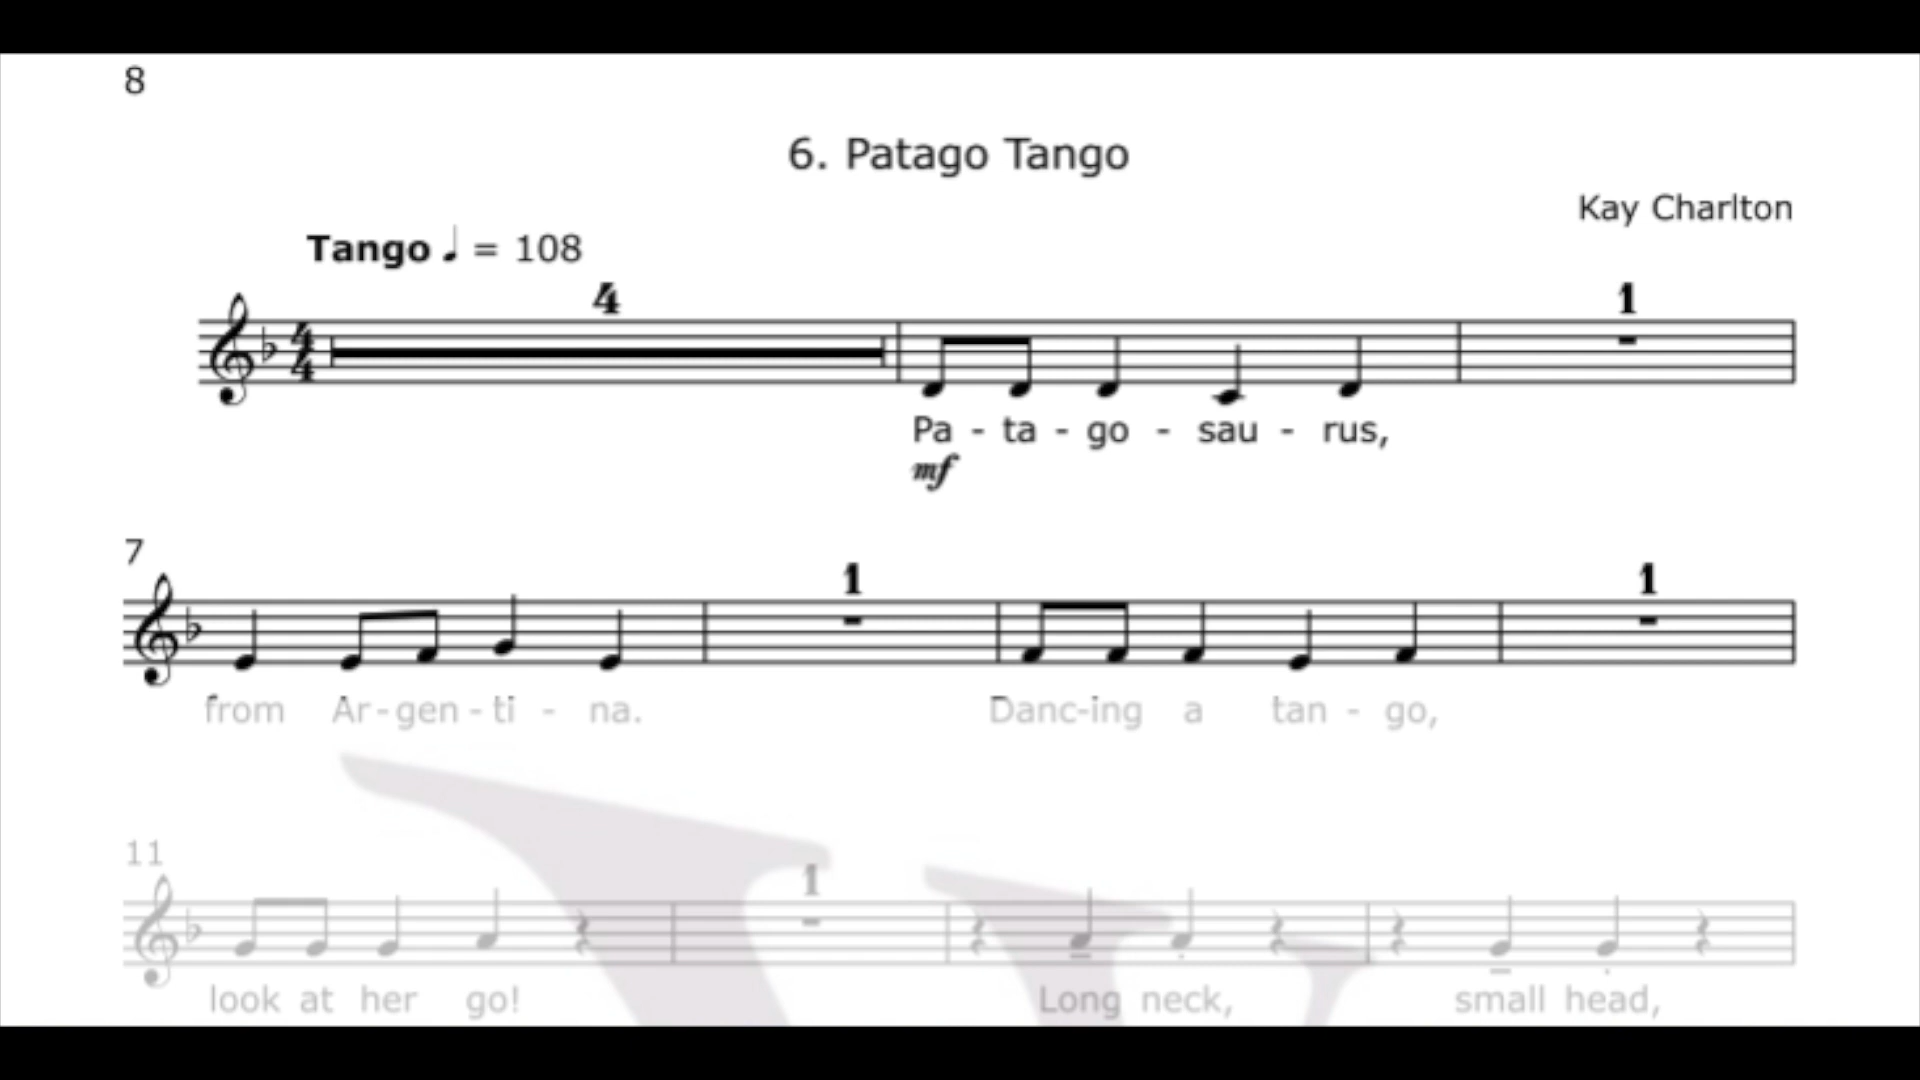 8
6. Patago Tango
Kay Charlton
Tango ♩ = 108
4 1
Pa - ta - go - sau - rus,
mf
7
1 1
from Ar - gen - ti - na. Danc-ing a tan - go,
11
1
look at her go! Long neck, small head,